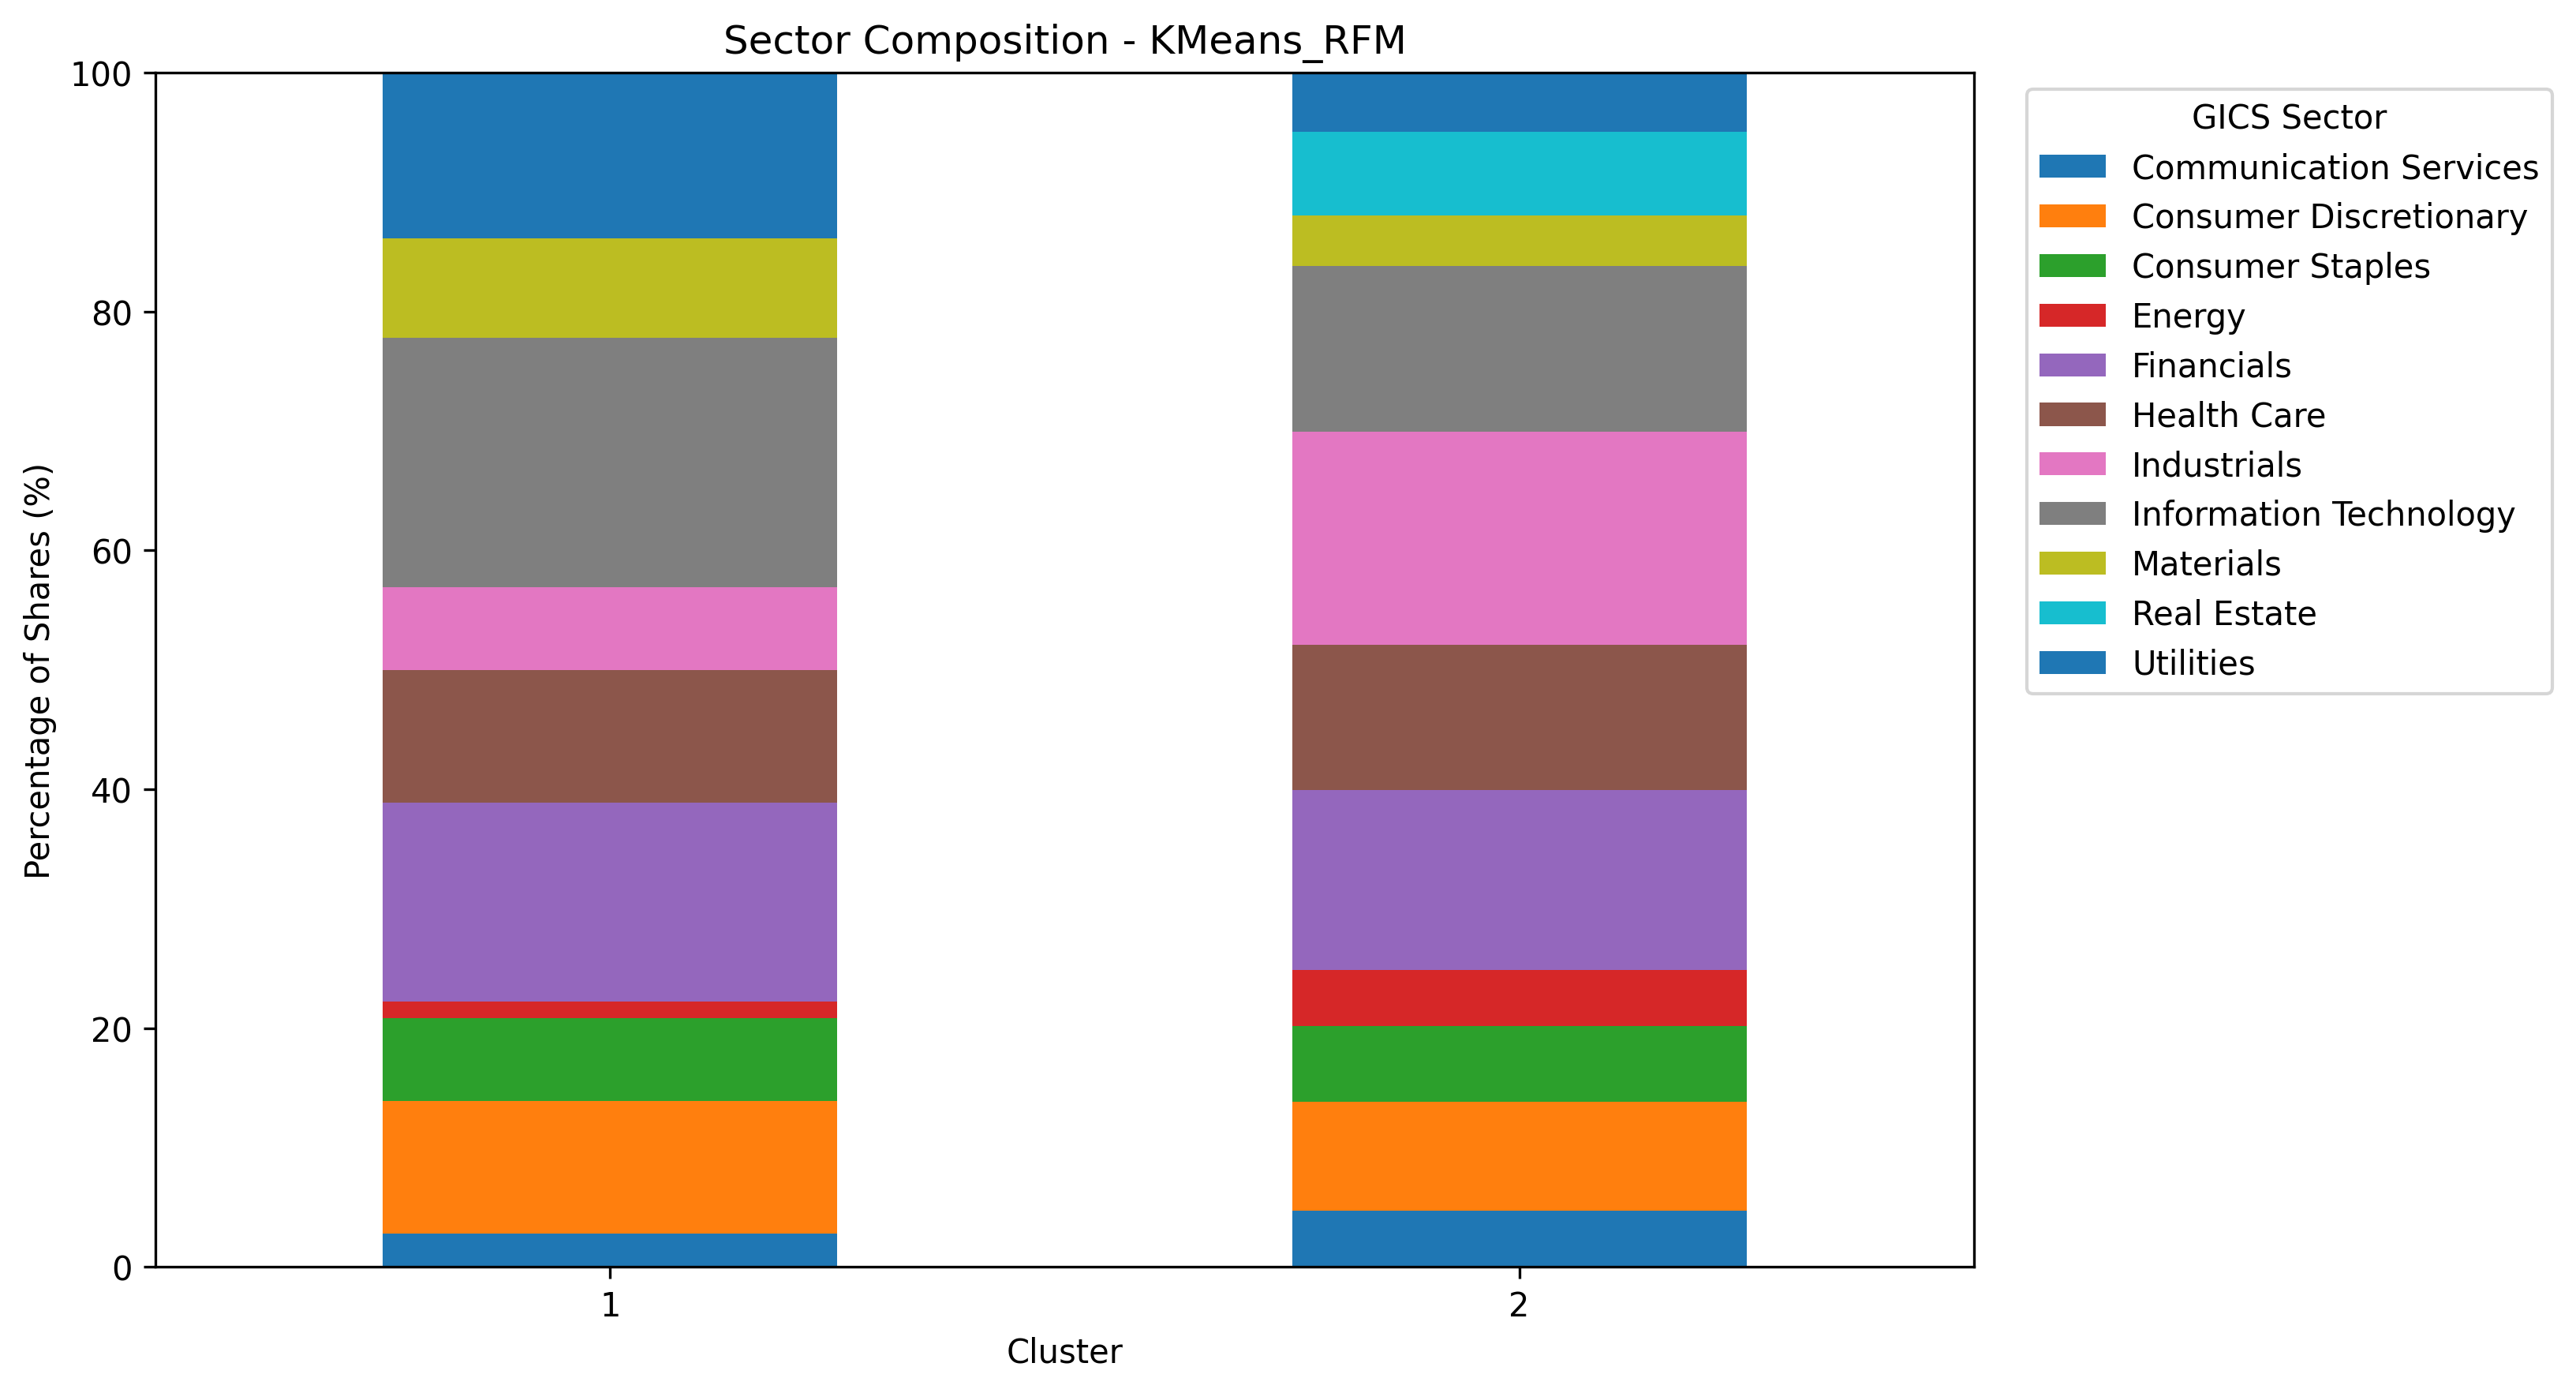 Sector Composition - KMeans_RFM
100
80
60
40
20
0
Percentage of Shares (%)
1
2
Cluster
GICS Sector
Communication Services
Consumer Discretionary
Consumer Staples
Energy
Financials
Health Care
Industrials
Information Technology
Materials
Real Estate
Utilities